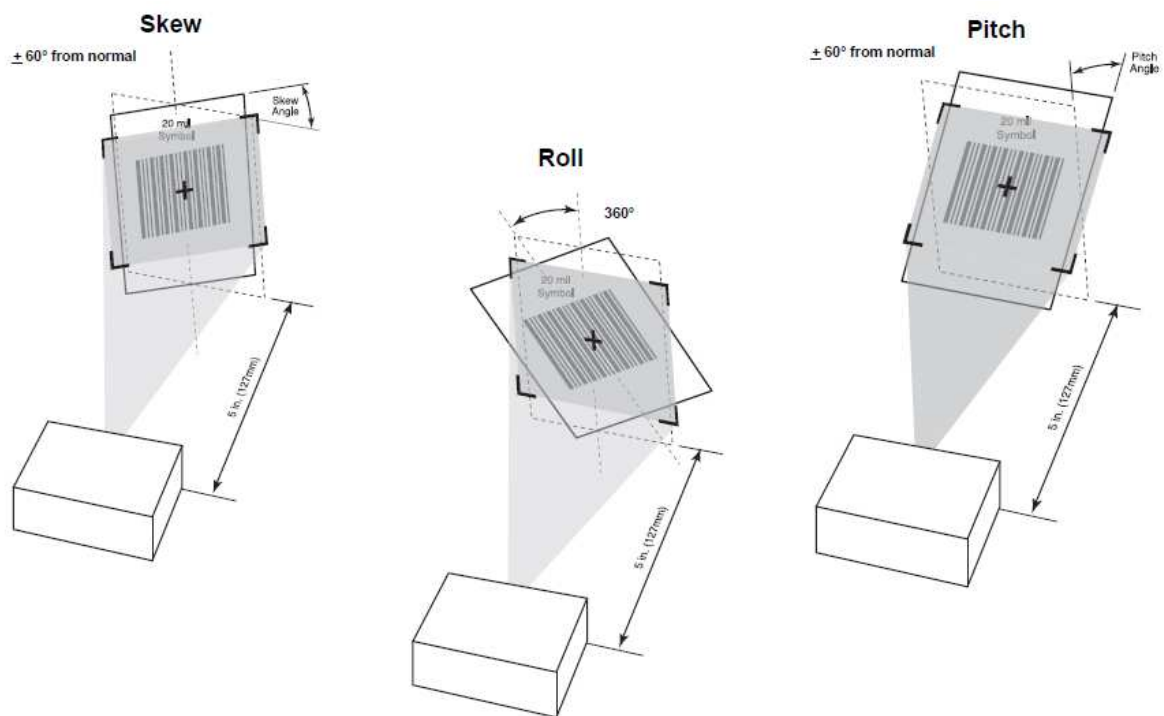 Skew
± 60° from normal
Skew
Angle
20 mil
Symbol
5 in. (127mm)
Roll
360°
20 mil
Symbol
5 in. (127mm)
Pitch
± 60° from normal
Pitch
Angle
20 mil
Symbol
5 in. (127mm)